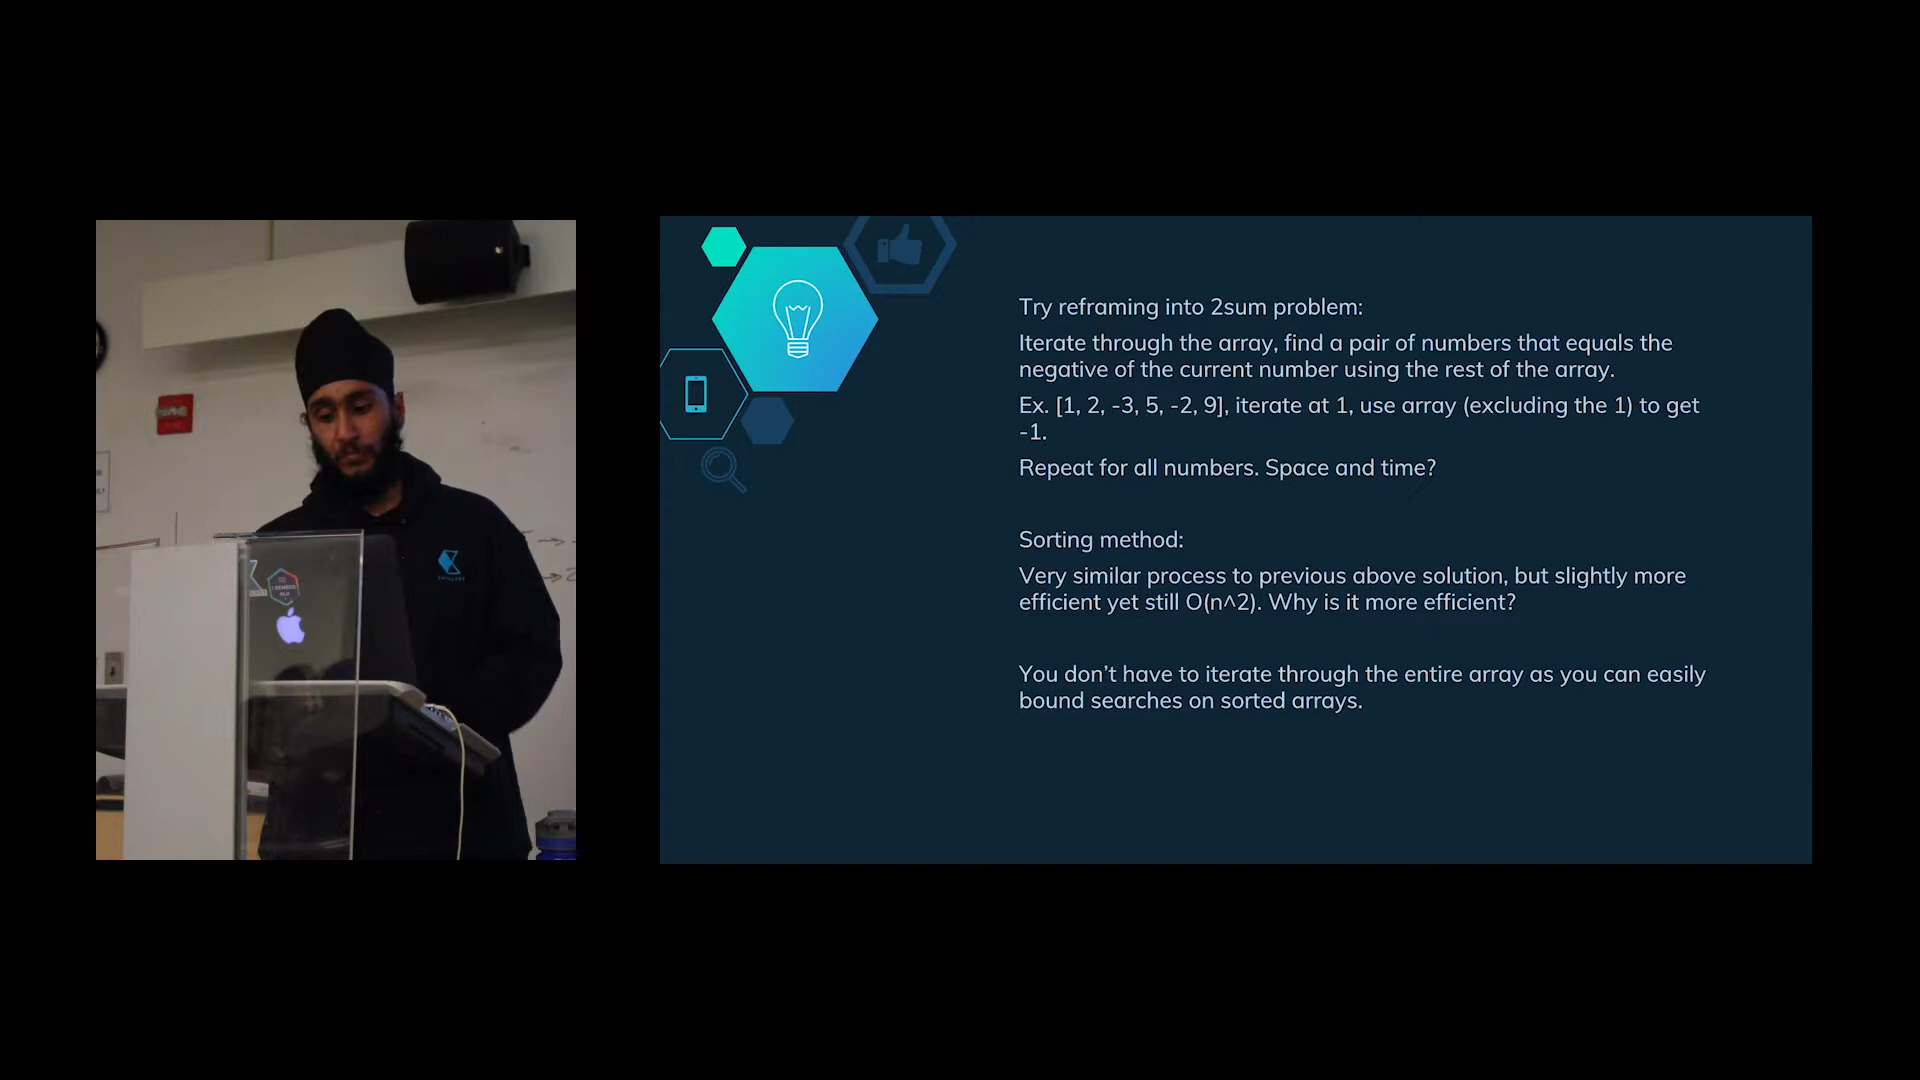 Try reframing into 2sum problem:
Iterate through the array, find a pair of numbers that equals the
negative of the current number using the rest of the array.
Ex. [1, 2, -3, 5, -2, 9], iterate at 1, use array (excluding the 1) to get
-1.
Repeat for all numbers. Space and time?
Sorting method:
Very similar process to previous above solution, but slightly more
efficient yet still O(n^2). Why is it more efficient?
You don’t have to iterate through the entire array as you can easily
bound searches on sorted arrays.